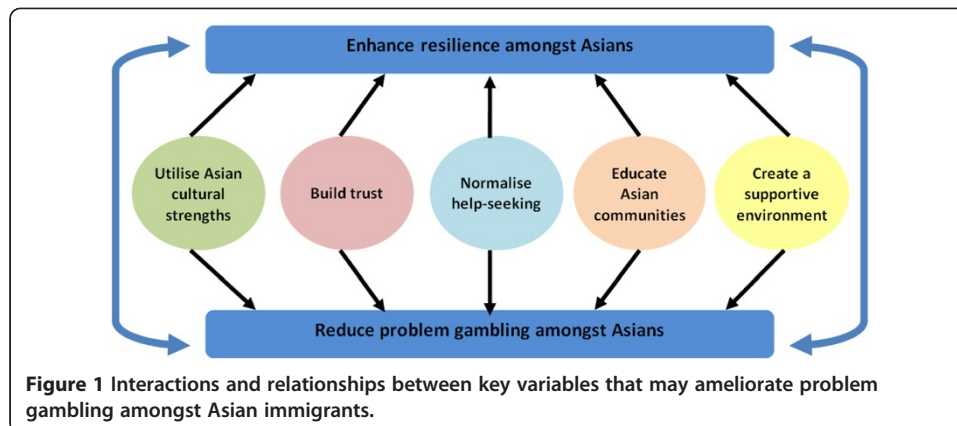 Enhance resilience amongst Asians
Utilise Asian
cultural
strengths
Build trust
Normalise
help-seeking
Educate
Asian
communities
Create a
supportive
environment
Reduce problem gambling amongst Asians
Figure 1 Interactions and relationships between key variables that may ameliorate problem
gambling amongst Asian immigrants.